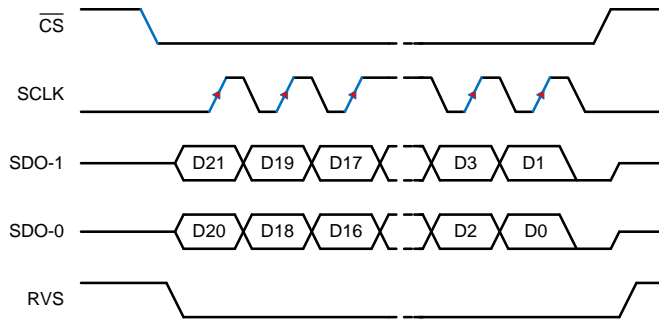 CS
SCLK
SDO-1 D21 D19 D17 D3 D1
SDO-0 D20 D18 D16 D2 D0
RVS